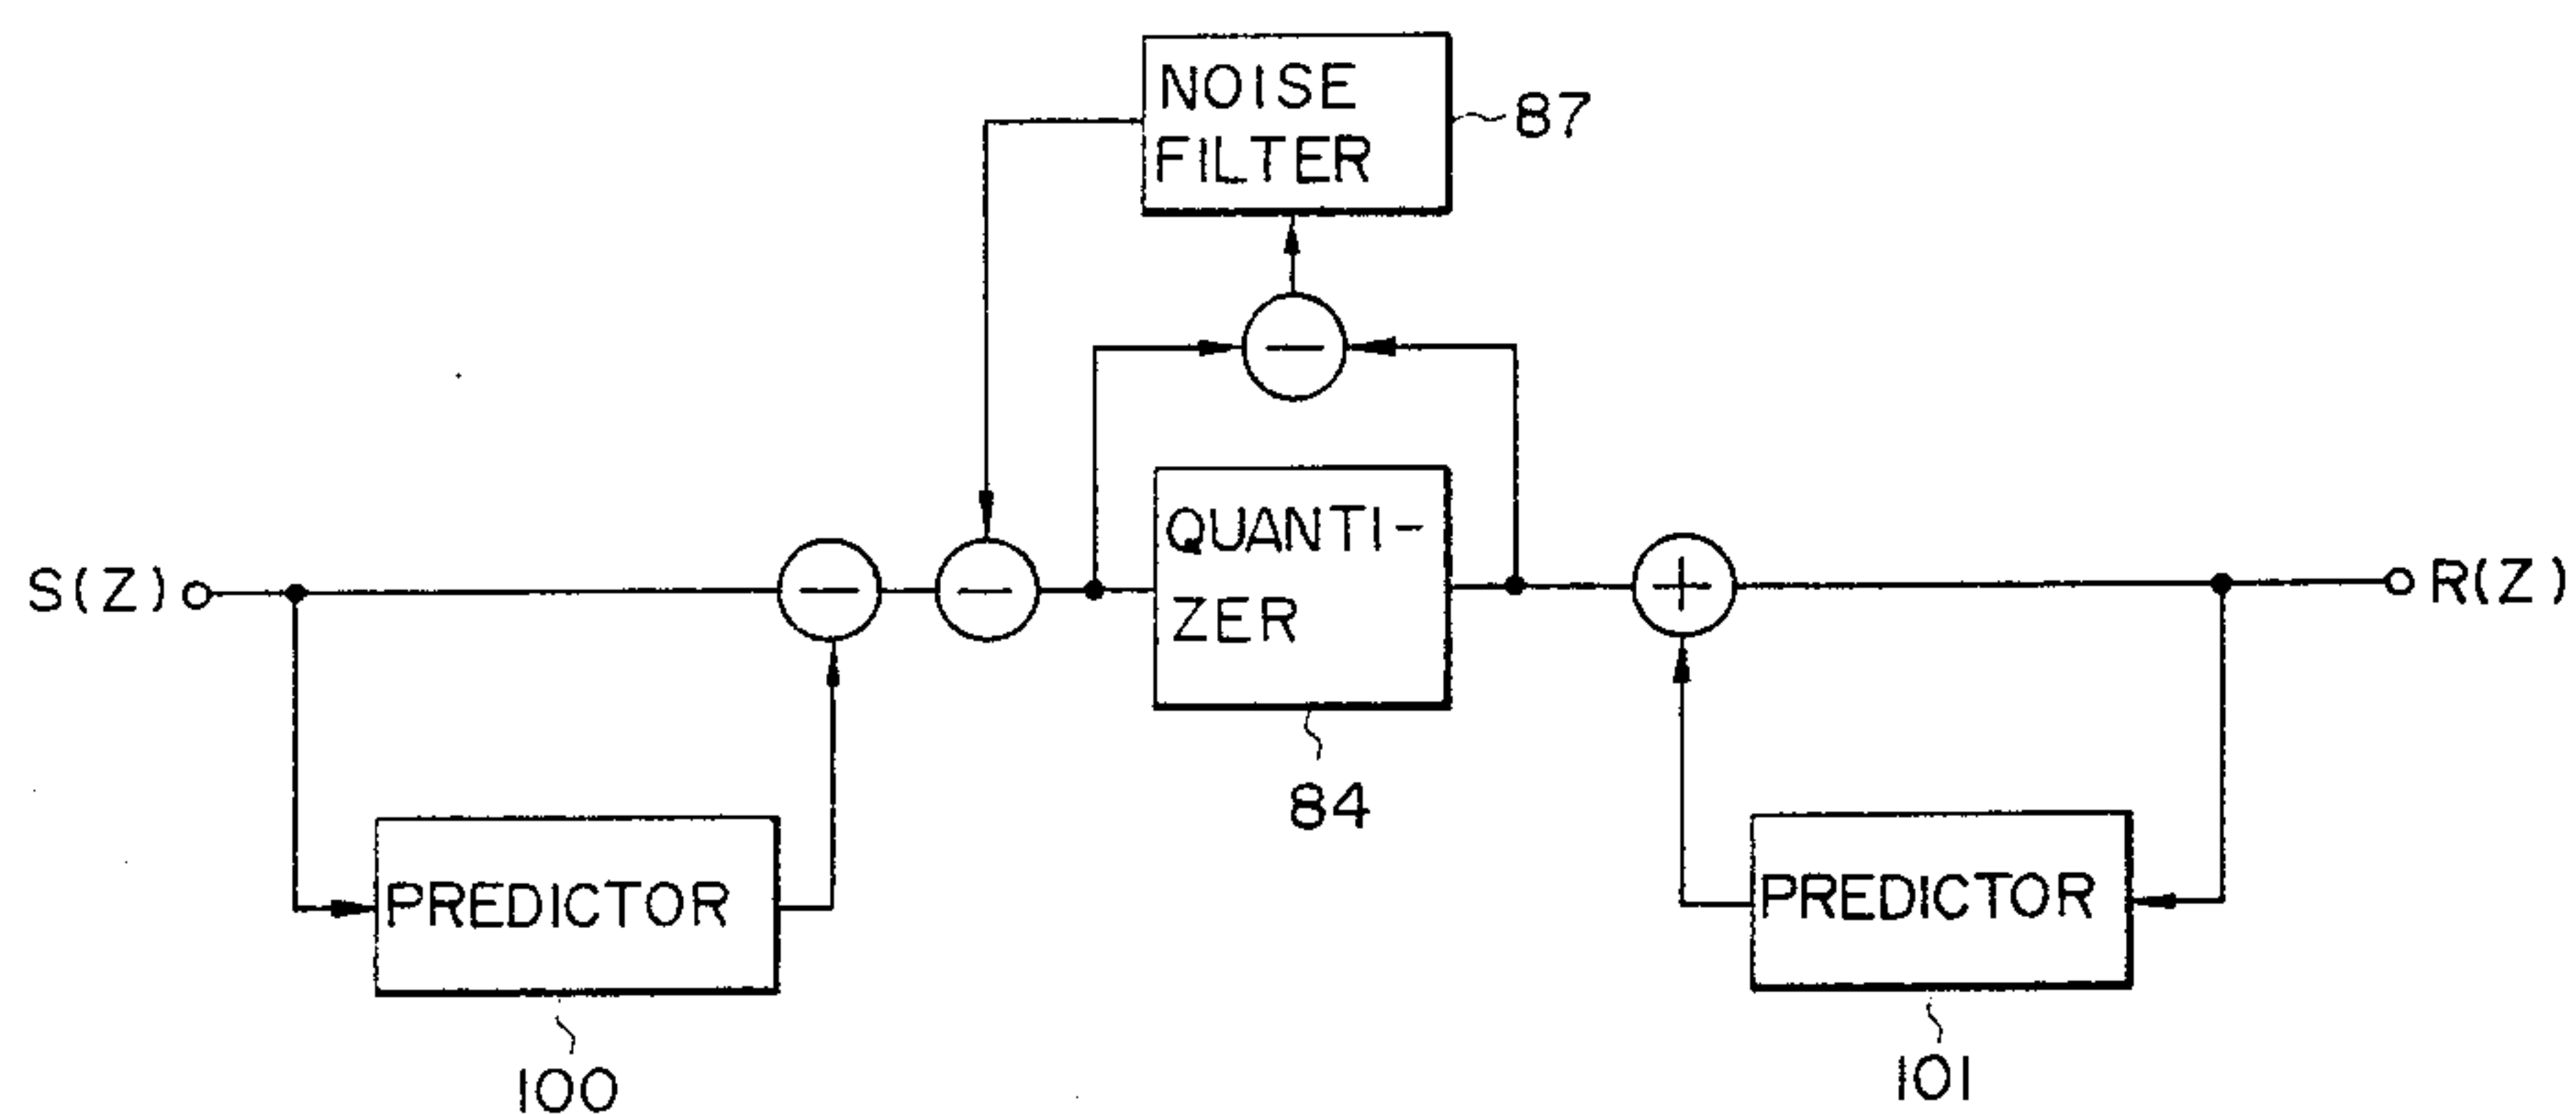 NOISE
FILTER
87
S(Z)
QUANTI-
ZER
R(Z)
84
PREDICTOR
PREDICTOR
100
101